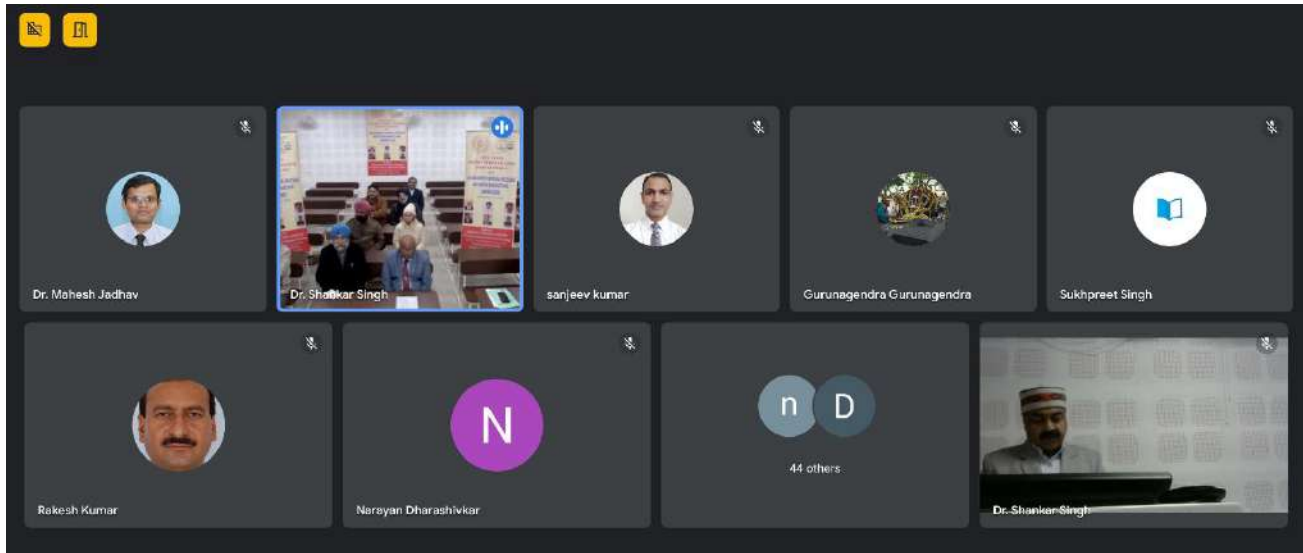 Dr. Mahesh Jadhav
Dr. Shankar Singh
sanjeev kumar
Gurunagendra Gurunagendra
Sukhpreet Singh
Rakesh Kumar
N
Narayan Dharashivkar
n D
44 others
Dr. Shankar Singh